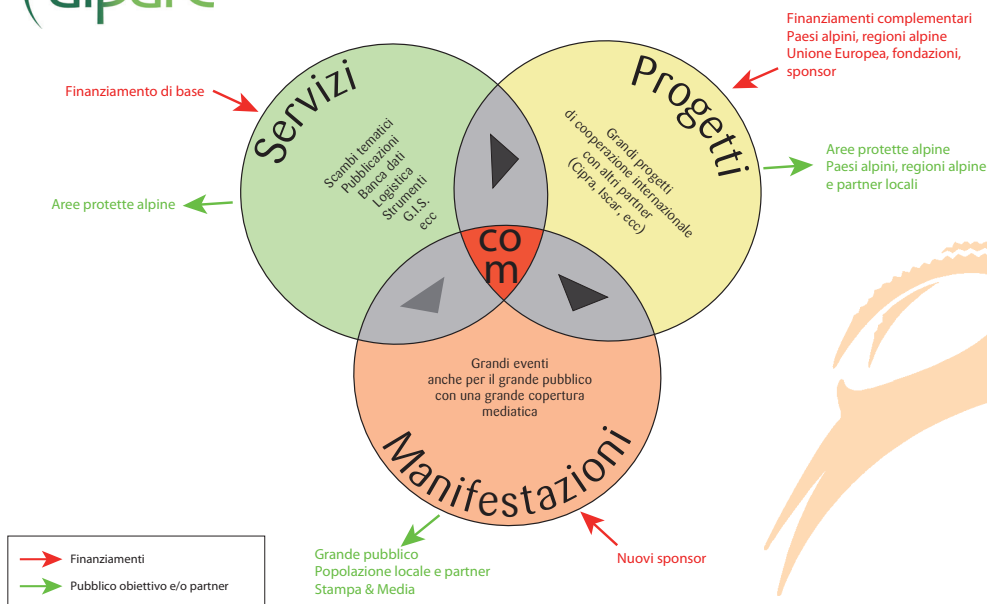 Finanziamento di base
Aree protette alpine
Servizi
Scambi tematici
Pubblicazioni
Banca dati
Logistica
Strumenti
G.I.S.
ecc
Finanziamenti complementari
Paesi alpini, regioni alpine
Unione Europea, fondazioni,
sponsor
Progetti
Grandi progetti
di cooperazione internazionale
con altri partner
(Cipra, Iscar, ecc)
Aree protette alpine
Paesi alpini, regioni alpine
e partner locali
co
m
Grandi eventi
anche per il grande pubblico
con una grande copertura
mediatica
Manifestazioni
Grande pubblico
Popolazione locale e partner
Stampa & Media
Nuovi sponsor
Finanziamenti
Pubblico obiettivo e/o partner